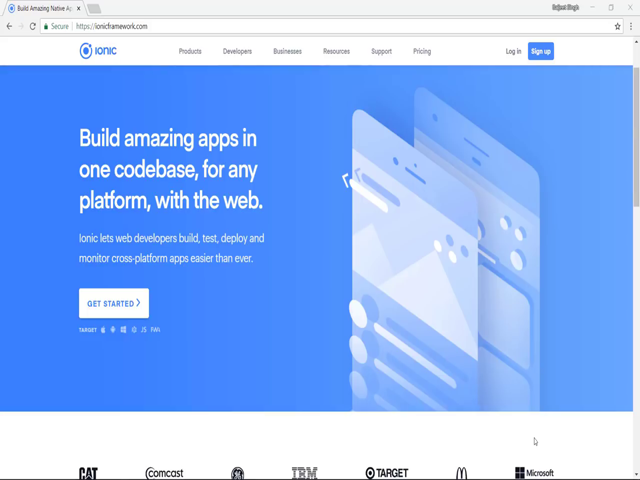 Build Amazing Native Ap
Rajeet Singh
Secure
https://ionicframework.com
ionic
Products
Developers
Businesses
Resources
Support
Pricing
Log in
Sign up
Build amazing apps in
one codebase, for any
platform, with the web.
Ionic lets web developers build, test, deploy and
monitor cross-platform apps easier than ever.
GET STARTED
TARGET
JS
PWA
CAT
COMCAST
GE
IBM
TARGET
Microsoft